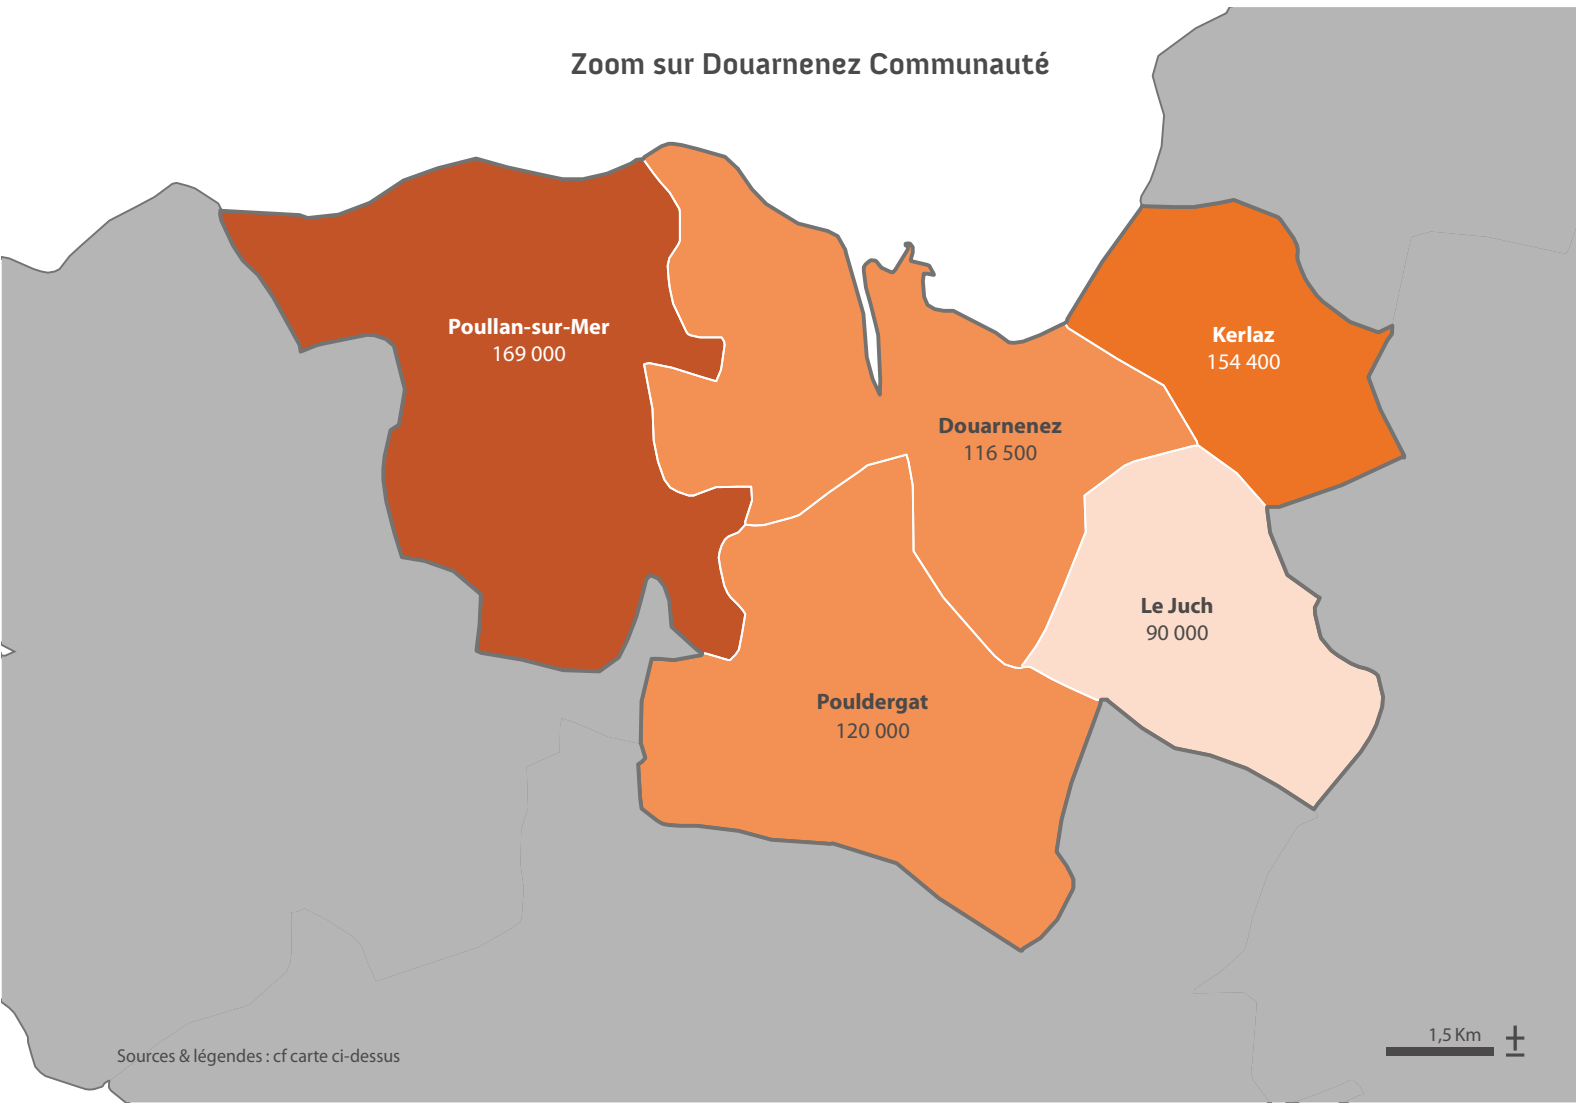 Zoom sur Douarnenez Communauté
Poullan-sur-Mer
169 000
Kerlaz
154 400
Douarnenez
116 500
Le Juch
90 000
Pouldergat
120 000
1,5 Km
Sources & légendes : cf carte ci-dessus